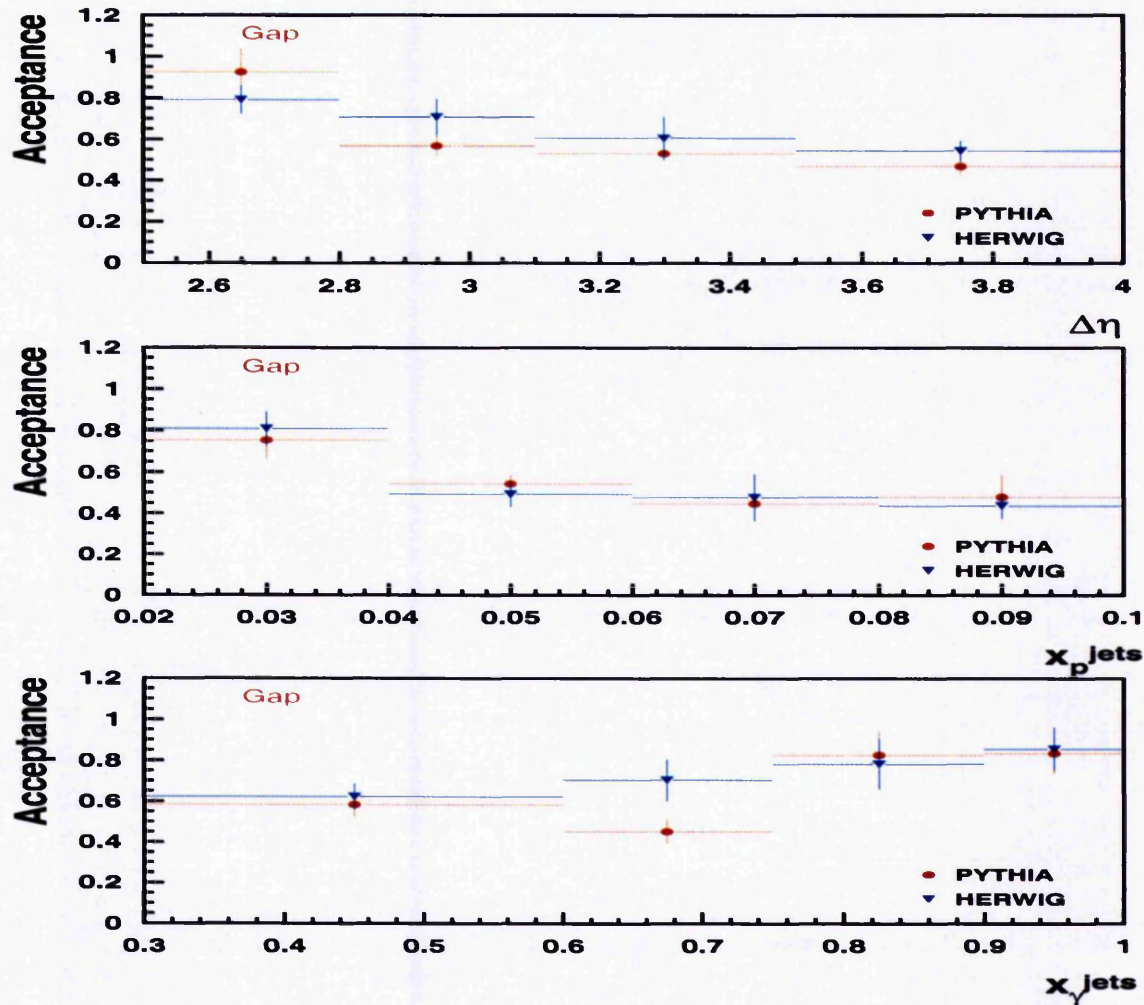 Acceptance
1.2
1
0.8
0.6
0.4
0.2
0
Gap
PYTHIA
HERWIG
2.6 2.8 3 3.2 3.4 3.6 3.8 4
Δη
Acceptance
1.2
1
0.8
0.6
0.4
0.2
0
Gap
PYTHIA
HERWIG
0.02 0.03 0.04 0.05 0.06 0.07 0.08 0.09 0.1
xp jets
Acceptance
1.2
1
0.8
0.6
0.4
0.2
0
Gap
PYTHIA
HERWIG
0.3 0.4 0.5 0.6 0.7 0.8 0.9 1
xγ jets